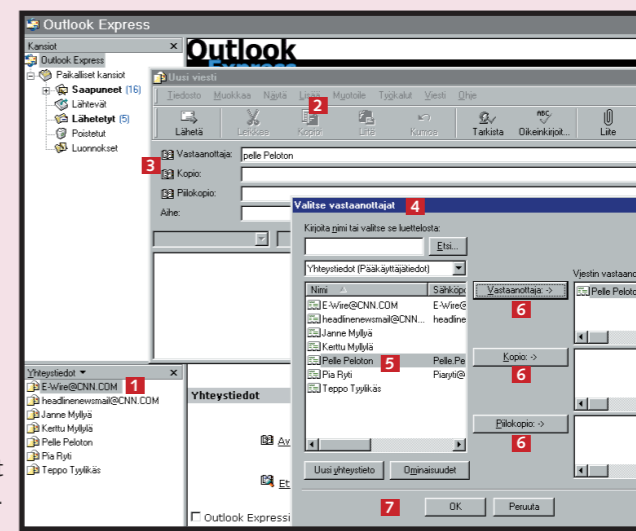 Outlook Express
Kansiot
Outlook Express
Paikalliset kansiot
Saapuneet (16)
Lähtevät
Lähetetyt (5)
Poistetut
Luonnokset
Outlook
Express
Uusi viesti
Tiedosto Muokkaa Näytä Lisää Muotoile Työkalut Viesti Ohje
2
Lähetä Leikkaa Kopioi Liitä Kumoa Tarkista Oikeinkirjoit... Liite
3
Vastaanottaja: pelle Peloton
Kopio:
Piilokopio:
Aihe:
Valitse vastaanottajat 4
Kirjoita nimi tai valitse se luettelosta:
Etsi...
Yhteystiedot (Pääkäyttäjätiedot)
Nimi Sähköpo
E-Wire@CNN.COM E-Wire@
headlinenewsmail@CNN... headline
Janne Myllyä
Kerttu Myllylä
Pelle Peloton 5 Pelle.Pe
Pia Ryti Piaryti@
Teppo Tyylikäs
Vastaanottaja: ->
6
Kopio: ->
6
Piilokopio: ->
6
Viestin vastaano
Pelle Peloto
Uusi yhteystieto Ominaisuudet
7 OK Peruuta
Yhteystiedot
E-Wire@CNN.COM 1
headlinenewsmail@CNN.COM
Janne Myllyä
Kerttu Myllylä
Pelle Peloton
Pia Ryti
Teppo Tyylikäs
Yhteystiedot
Av
Et
Outlook Expressi
t
.